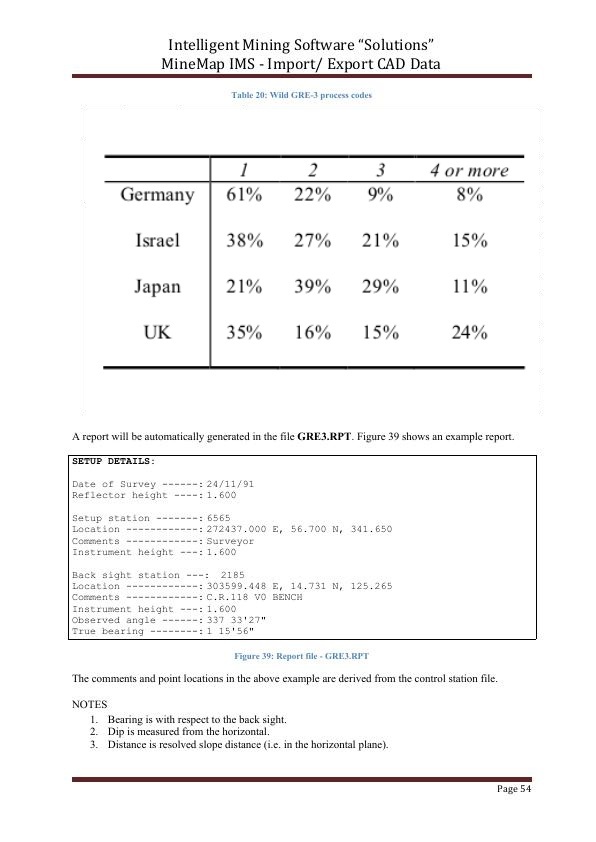 Intelligent Mining Software “Solutions”
MineMap IMS - Import/ Export CAD Data
Table 20: Wild GRE-3 process codes
1 2 3 4 or more
Germany 61% 22% 9% 8%
Israel 38% 27% 21% 15%
Japan 21% 39% 29% 11%
UK 35% 16% 15% 24%
A report will be automatically generated in the file GRE3.RPT. Figure 39 shows an example report.
SETUP DETAILS:
Date of Survey ------: 24/11/91
Reflector height ----: 1.600
Setup station -------: 6565
Location ------------: 272437.000 E, 56.700 N, 341.650
Comments ------------: Surveyor
Instrument height ---: 1.600
Back sight station ---: 2185
Location ------------: 303599.448 E, 14.731 N, 125.265
Comments ------------: C.R.118 V0 BENCH
Instrument height ---: 1.600
Observed angle ------: 337 33'27"
True bearing --------: 1 15'56"
Figure 39: Report file - GRE3.RPT
The comments and point locations in the above example are derived from the control station file.
NOTES
1. Bearing is with respect to the back sight.
2. Dip is measured from the horizontal.
3. Distance is resolved slope distance (i.e. in the horizontal plane).
Page 54